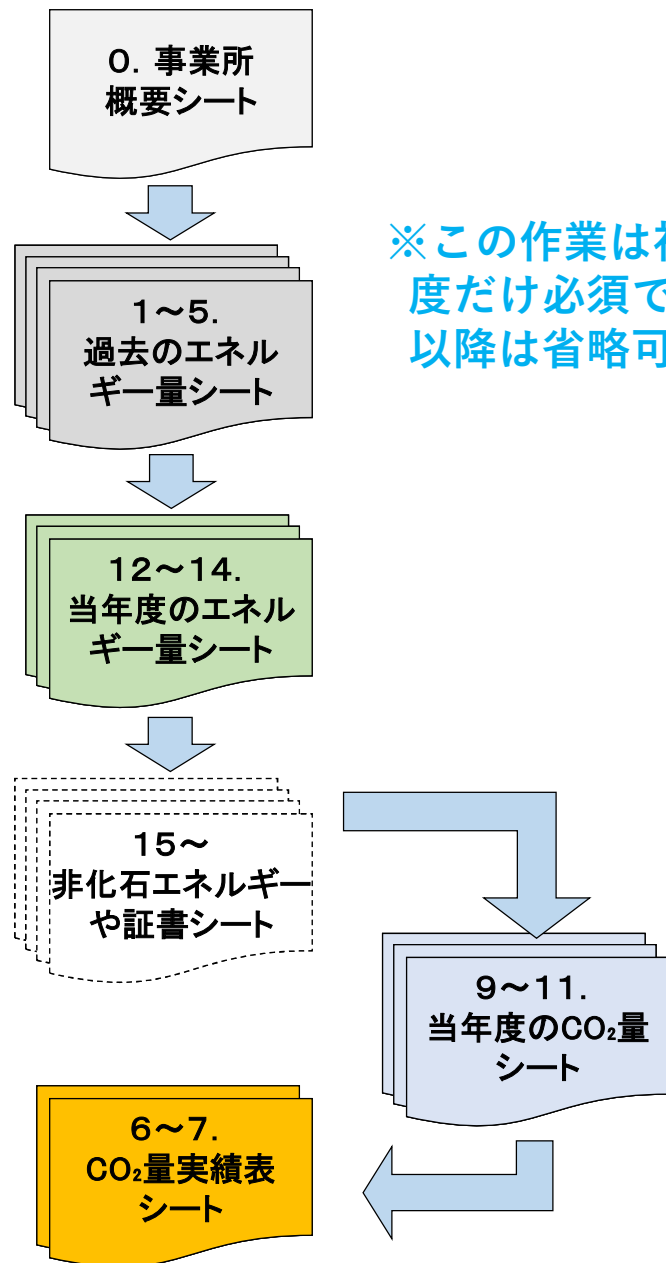 ０．事業所
概要シート
※この作業は
度だけ必須で
以降は省略可
１～５．
過去のエネル
ギー量シート
１２～１４．
当年度のエネル
ギー量シート
１５～
非化石エネルギー
や証書シート
９～１１．
当年度のCO₂量
シート
６～７．
CO₂量実績表
シート